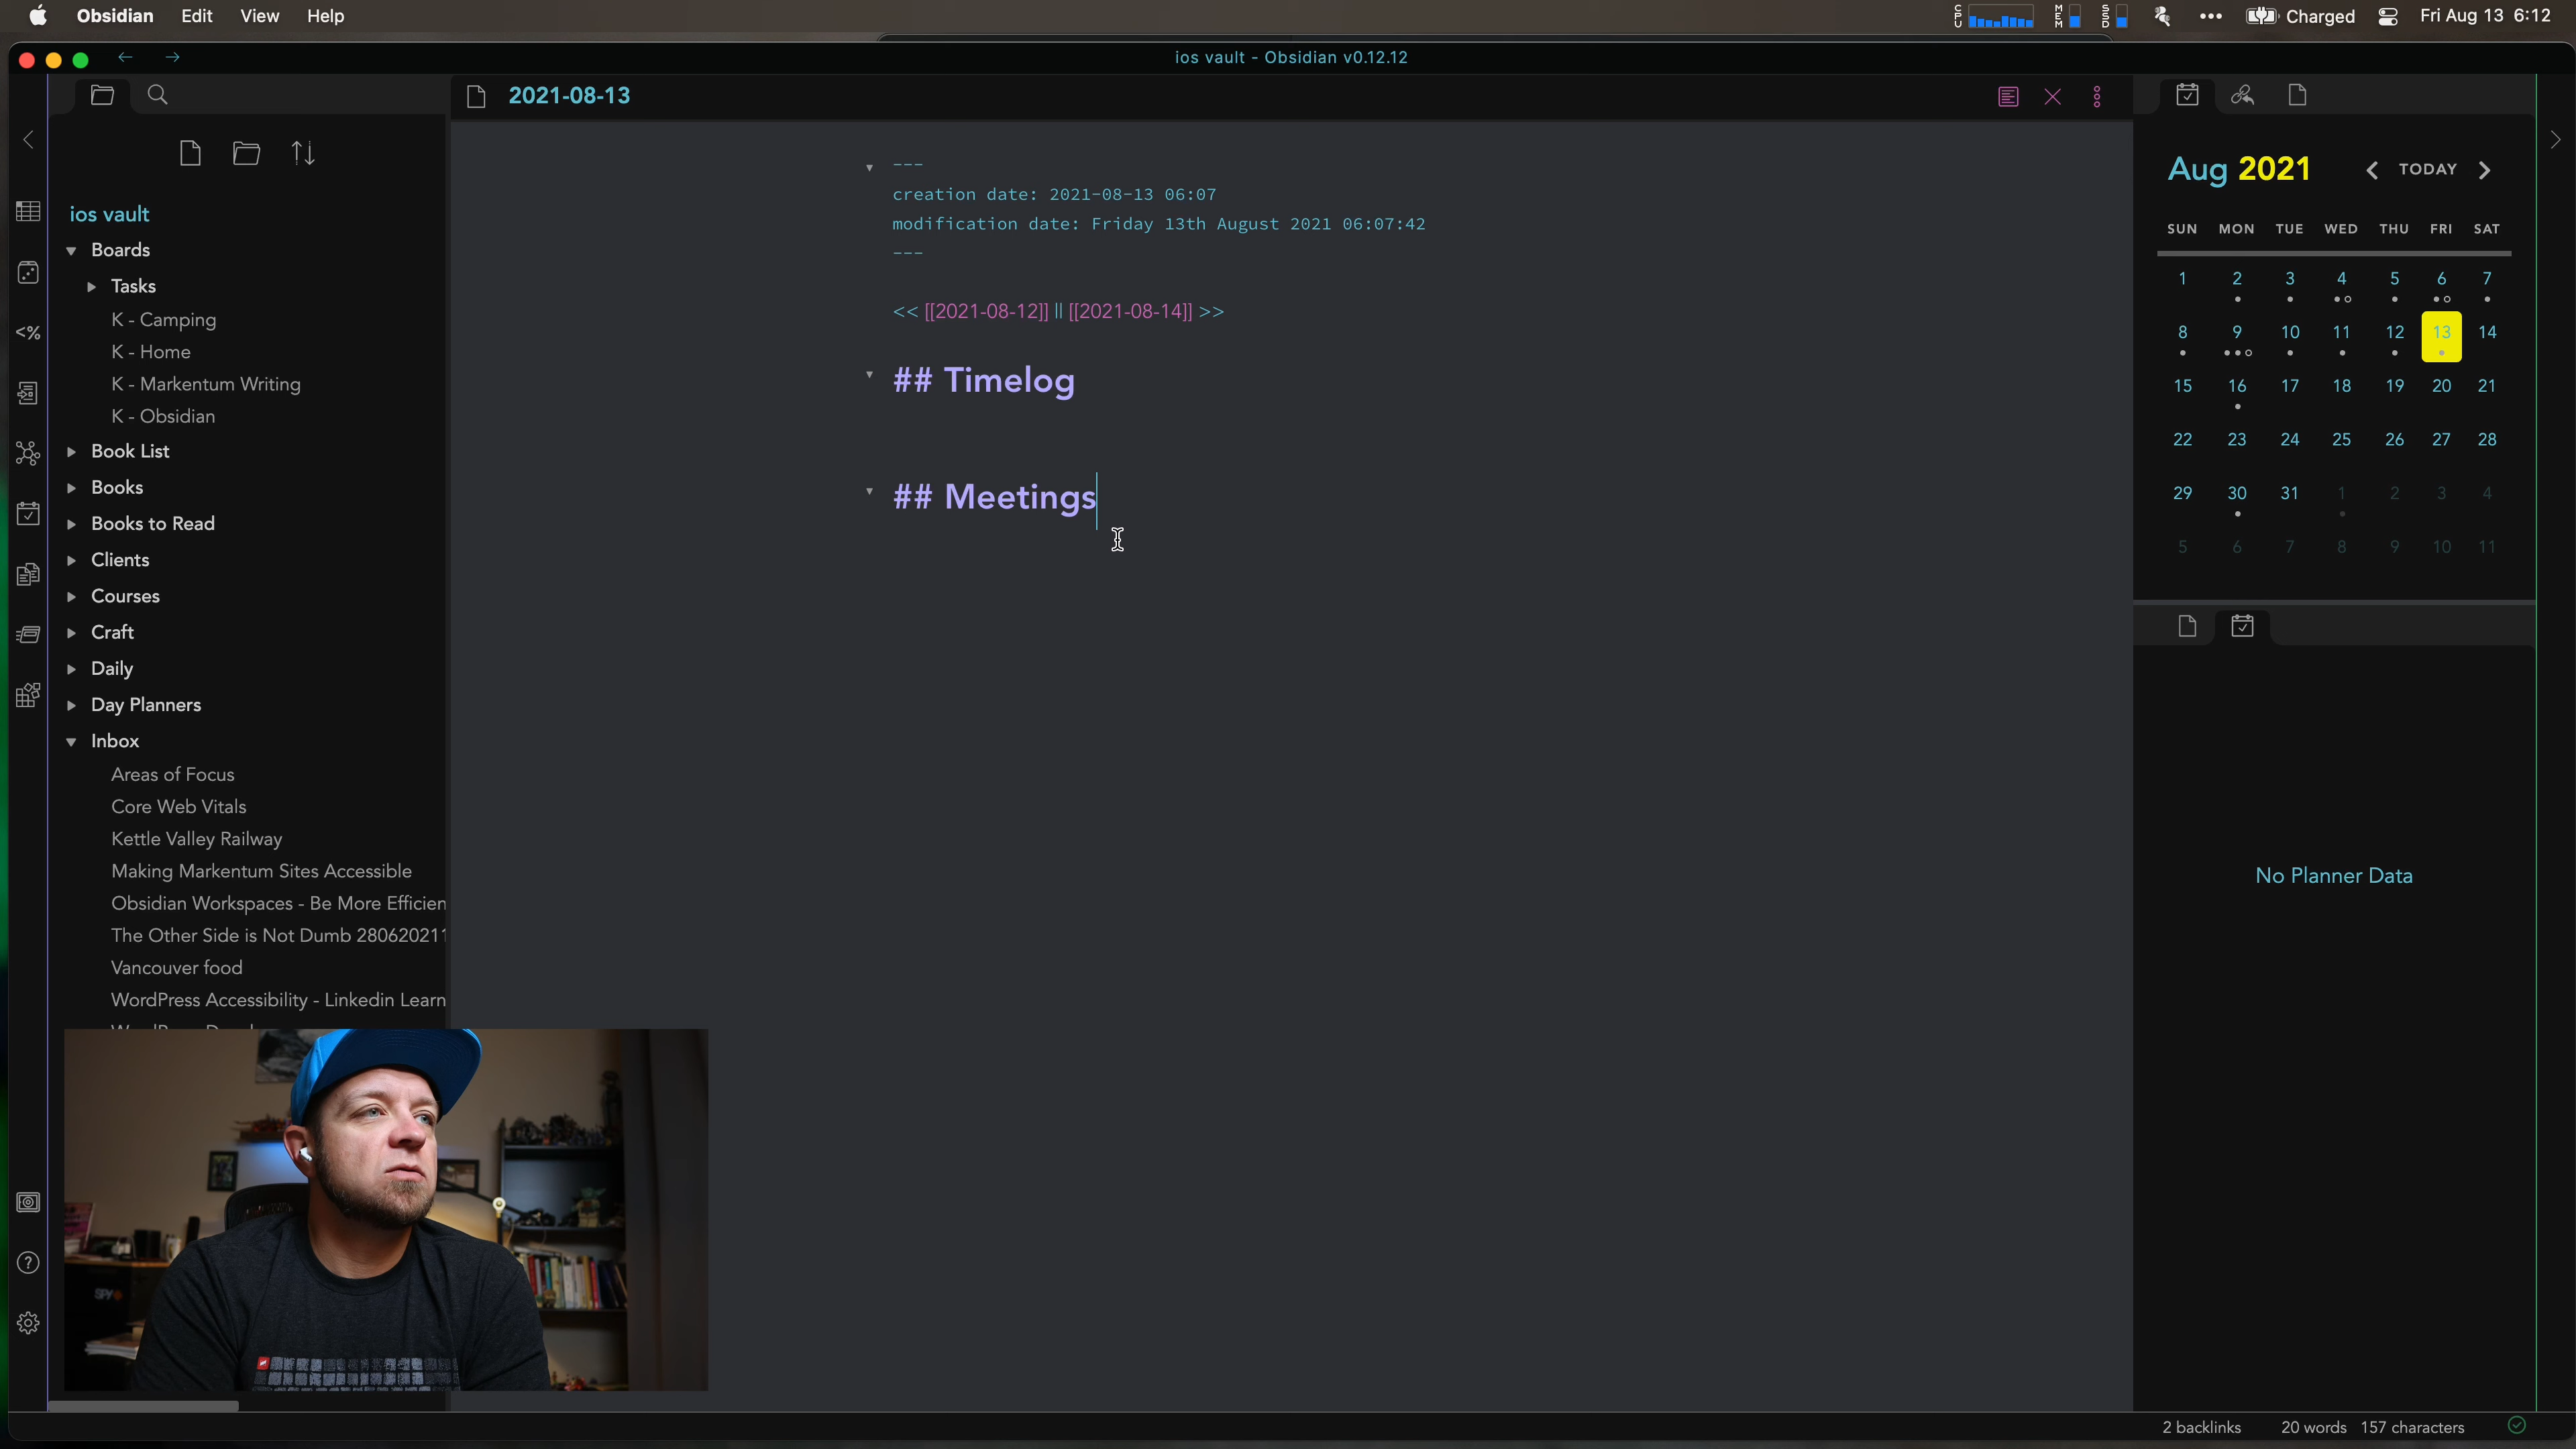 Obsidian Edit View Help
CPU MEM SSD ••• Charged Fri Aug 13 6:12
ios vault - Obsidian v0.12.12
2021-08-13
ios vault
Boards
Tasks
K - Camping
K - Home
K - Markentum Writing
K - Obsidian
Book List
Books
Books to Read
Clients
Courses
Craft
Daily
Day Planners
Inbox
Areas of Focus
Core Web Vitals
Kettle Valley Railway
Making Markentum Sites Accessible
Obsidian Workspaces - Be More Efficien
The Other Side is Not Dumb 280620211
Vancouver food
WordPress Accessibility - Linkedin Learn
<%
---
creation date: 2021-08-13 06:07
modification date: Friday 13th August 2021 06:07:42
---
<< [[2021-08-12]] || [[2021-08-14]] >>
## Timelog
## Meetings
Aug 2021 TODAY
SUN MON TUE WED THU FRI SAT
1 2 3 4 5 6 7
8 9 10 11 12 13 14
15 16 17 18 19 20 21
22 23 24 25 26 27 28
29 30 31 1 2 3 4
5 6 7 8 9 10 11
No Planner Data
2 backlinks 20 words 157 characters